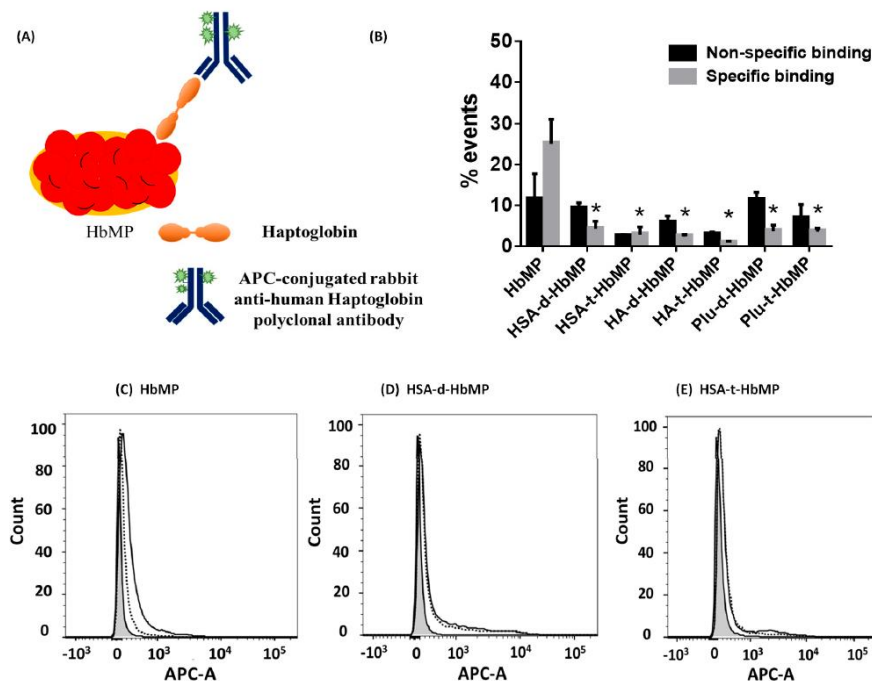 (A)
HbMP
Haptoglobin
APC-conjugated rabbit
anti-human Haptoglobin
polyclonal antibody
(B)
Non-specific binding
Specific binding
% events
50
40
30
20
10
0
* * * * * *
HbMP
HSA-d-HbMP
HSA-t-HbMP
HA-d-HbMP
HA-t-HbMP
Plu-d-HbMP
Plu-t-HbMP
(C) HbMP
Count
100
80
60
40
20
0
-10³ 0 10³ 10⁴ 10⁵
APC-A
(D) HSA-d-HbMP
Count
100
80
60
40
20
0
-10³ 0 10³ 10⁴ 10⁵
APC-A
(E) HSA-t-HbMP
Count
100
80
60
40
20
0
-10³ 0 10³ 10⁴ 10⁵
APC-A